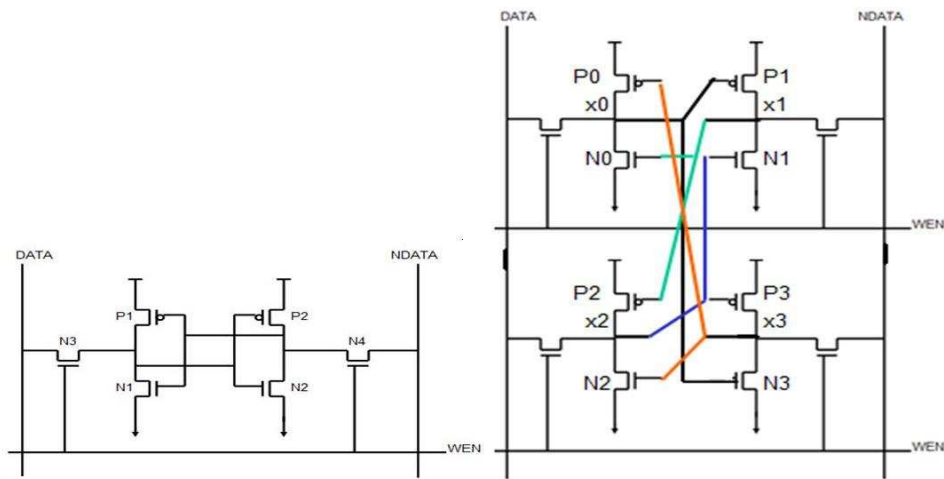 DATA NDATA
P1 P2
N3 N4
N1 N2
WEN
DATA NDATA
P0 P1
x0 x1
N0 N1
WEN
P2 P3
x2 x3
N2 N3
WEN